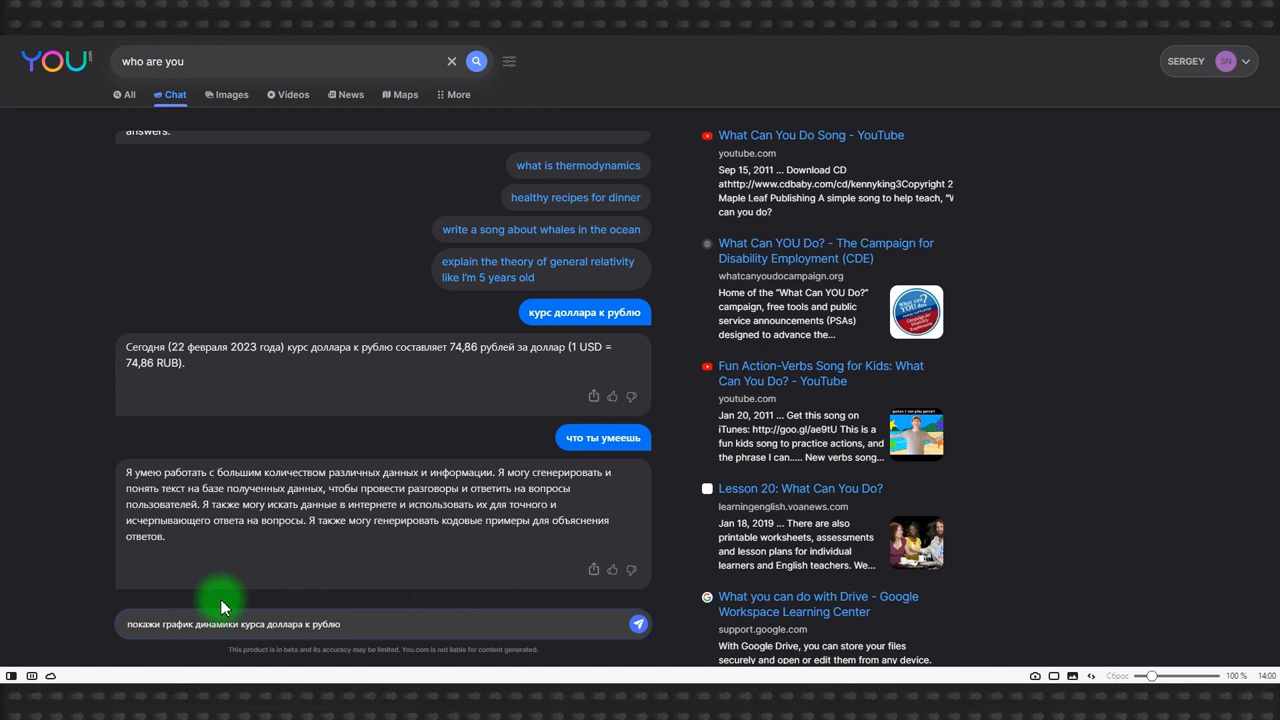 YOU.com
who are you
SERGEY SN
All Chat Images Videos News Maps More
answers.
what is thermodynamics
healthy recipes for dinner
write a song about whales in the ocean
explain the theory of general relativity
like I'm 5 years old
курс доллара к рублю
Сегодня (22 февраля 2023 года) курс доллара к рублю составляет 74,86 рублей за доллар (1 USD =
74,86 RUB).
что ты умеешь
Я умею работать с большим количеством различных данных и информации. Я могу сгенерировать и
понять текст на базе полученных данных, чтобы провести разговоры и ответить на вопросы
пользователей. Я также могу искать данные в интернете и использовать их для точного и
исчерпывающего ответа на вопросы. Я также могу генерировать кодовые примеры для объяснения
ответов.
покажи график динамики курса доллара к рублю
This product is in beta and its accuracy may be limited. You.com is not liable for content generated.
What Can You Do Song - YouTube
youtube.com
Sep 15, 2011 ... Download CD
athttp://www.cdbaby.com/cd/kennyking3Copyright 2
Maple Leaf Publishing A simple song to help teach, "V
can you do?
What Can YOU Do? - The Campaign for
Disability Employment (CDE)
whatcanyoudocampaign.org
Home of the "What Can YOU Do?"
campaign, free tools and public
service announcements (PSAs)
designed to advance the...
Fun Action-Verbs Song for Kids: What
Can You Do? - YouTube
youtube.com
Jan 20, 2011 ... Get this song on
iTunes: http://goo.gl/ae9tU This is a
fun kids song to practice actions, and
the phrase I can..... New verbs song...
Lesson 20: What Can You Do?
learningenglish.voanews.com
Jan 18, 2019 ... There are also
printable worksheets, assessments
and lesson plans for individual
learners and English teachers. We...
What you can do with Drive - Google
Workspace Learning Center
support.google.com
With Google Drive, you can store your files
securely and open or edit them from any device.
Сброс 100 % 14:00